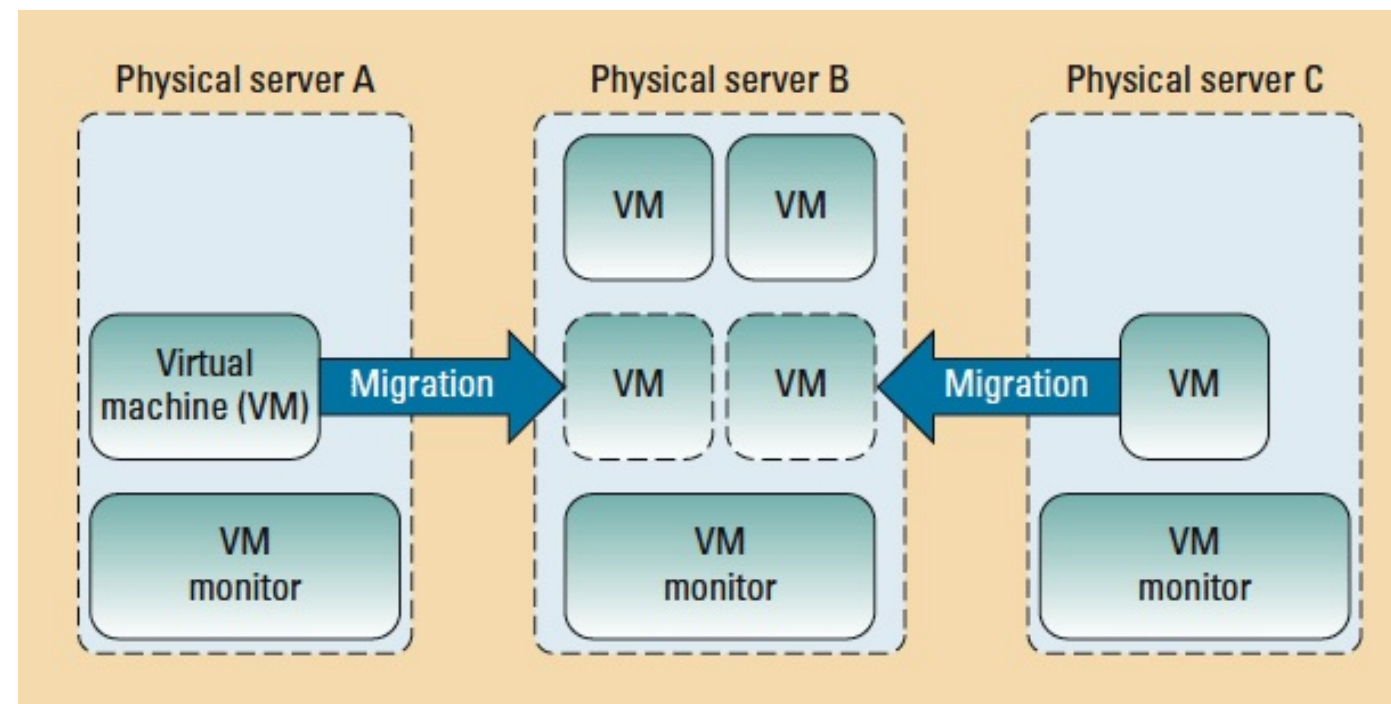 Physical server A
Physical server B
Physical server C
VM
VM
Virtual
machine (VM)
Migration
VM
VM
Migration
VM
VM
monitor
VM
monitor
VM
monitor